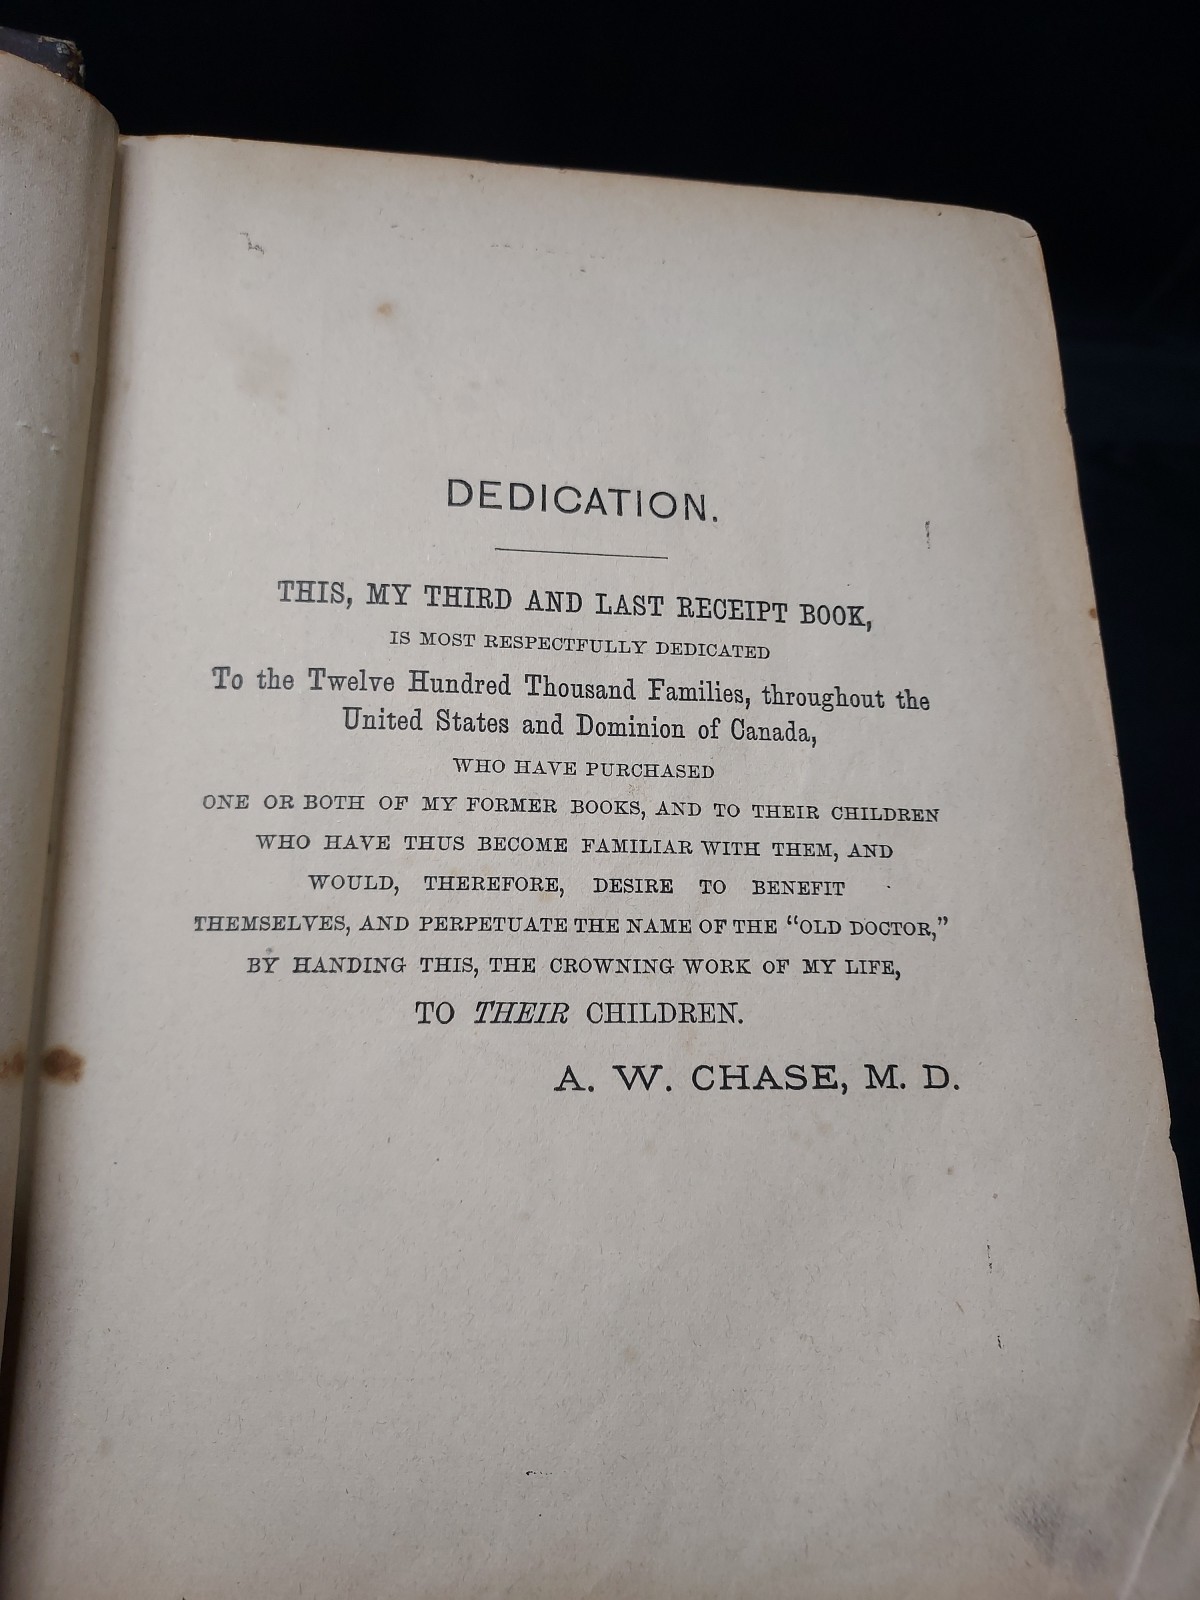 DEDICATION.
THIS, MY THIRD AND LAST RECEIPT BOOK,
IS MOST RESPECTFULLY DEDICATED
To the Twelve Hundred Thousand Families, throughout the
United States and Dominion of Canada,
WHO HAVE PURCHASED
ONE OR BOTH OF MY FORMER BOOKS, AND TO THEIR CHILDREN
WHO HAVE THUS BECOME FAMILIAR WITH THEM, AND
WOULD, THEREFORE, DESIRE TO BENEFIT
THEMSELVES, AND PERPETUATE THE NAME OF THE “OLD DOCTOR,”
BY HANDING THIS, THE CROWNING WORK OF MY LIFE,
TO THEIR CHILDREN.
A. W. CHASE, M. D.